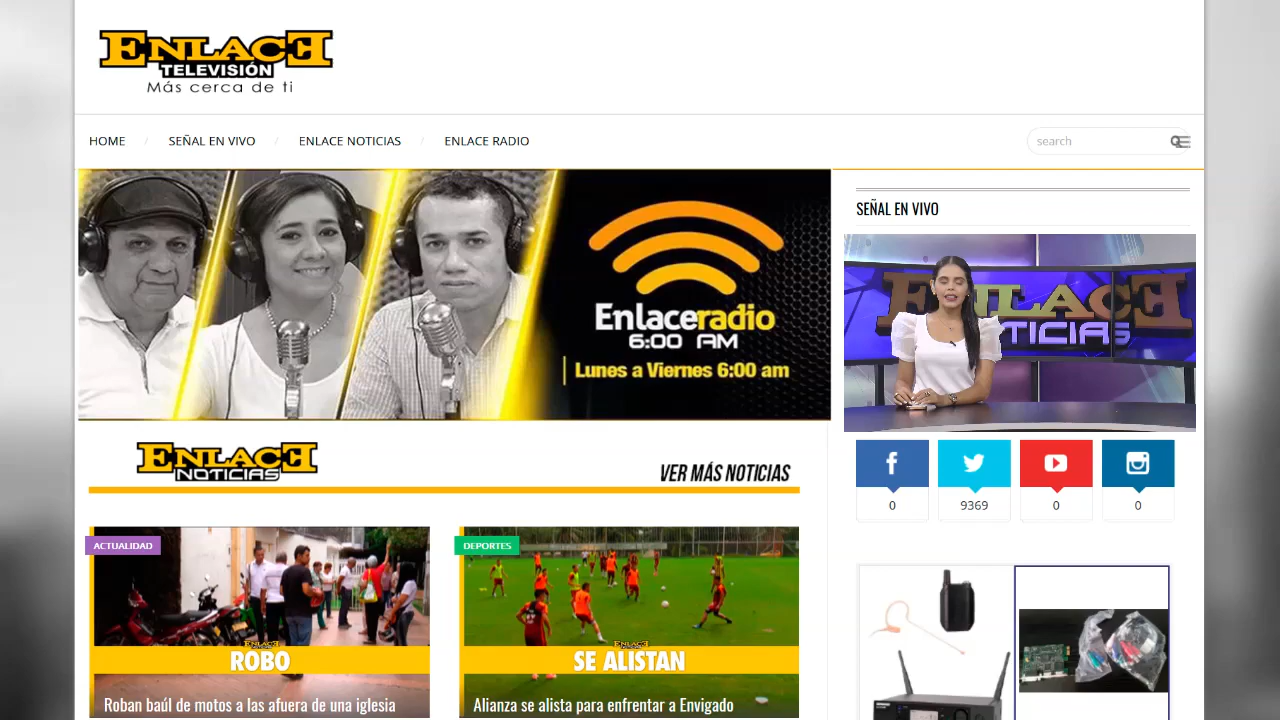 ENLACE
TELEVISIÓN
Más cerca de ti
HOME / SEÑAL EN VIVO / ENLACE NOTICIAS / ENLACE RADIO
search
Enlaceradio
6:00 AM
Lunes a Viernes 6:00 am
SEÑAL EN VIVO
ENLACE
NOTICIAS
0 9369 0 0
ENLACE
NOTICIAS
VER MÁS NOTICIAS
ACTUALIDAD
ENLACE
ROBO
Roban baúl de motos a las afuera de una iglesia
DEPORTES
ENLACE
SE ALISTAN
Alianza se alista para enfrentar a Envigado